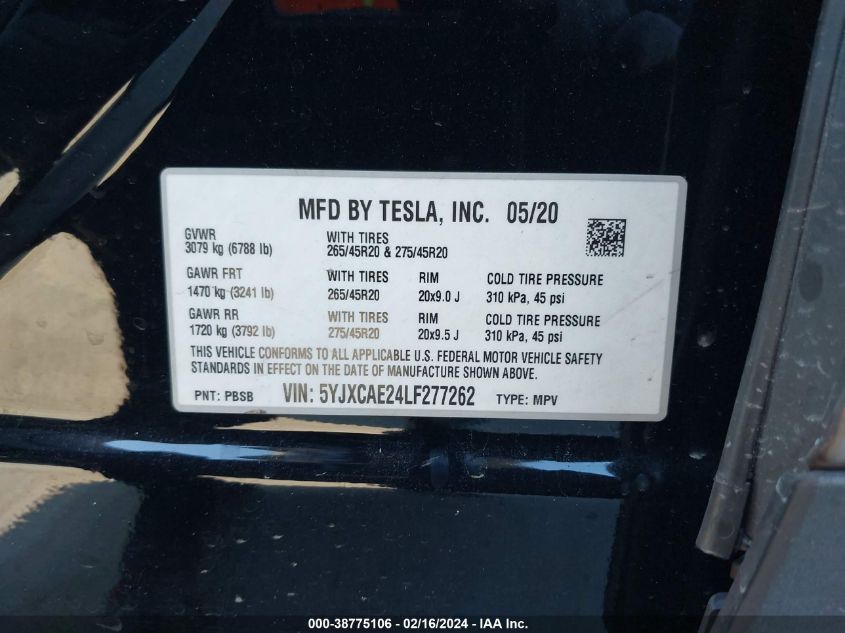 MFD BY TESLA, INC. 05/20
GVWR WITH TIRES
3079 kg (6788 lb) 265/45R20 & 275/45R20
GAWR FRT WITH TIRES RIM COLD TIRE PRESSURE
1470 kg (3241 lb) 265/45R20 20x9.0 J 310 kPa, 45 psi
GAWR RR WITH TIRES RIM COLD TIRE PRESSURE
1720 kg (3792 lb) 275/45R20 20x9.5 J 310 kPa, 45 psi
THIS VEHICLE CONFORMS TO ALL APPLICABLE U.S. FEDERAL MOTOR VEHICLE SAFETY
STANDARDS IN EFFECT ON THE DATE OF MANUFACTURE SHOWN ABOVE.
PNT: PBSB VIN: 5YJXCAE24LF277262 TYPE: MPV
000-38775106 - 02/16/2024 - IAA Inc.